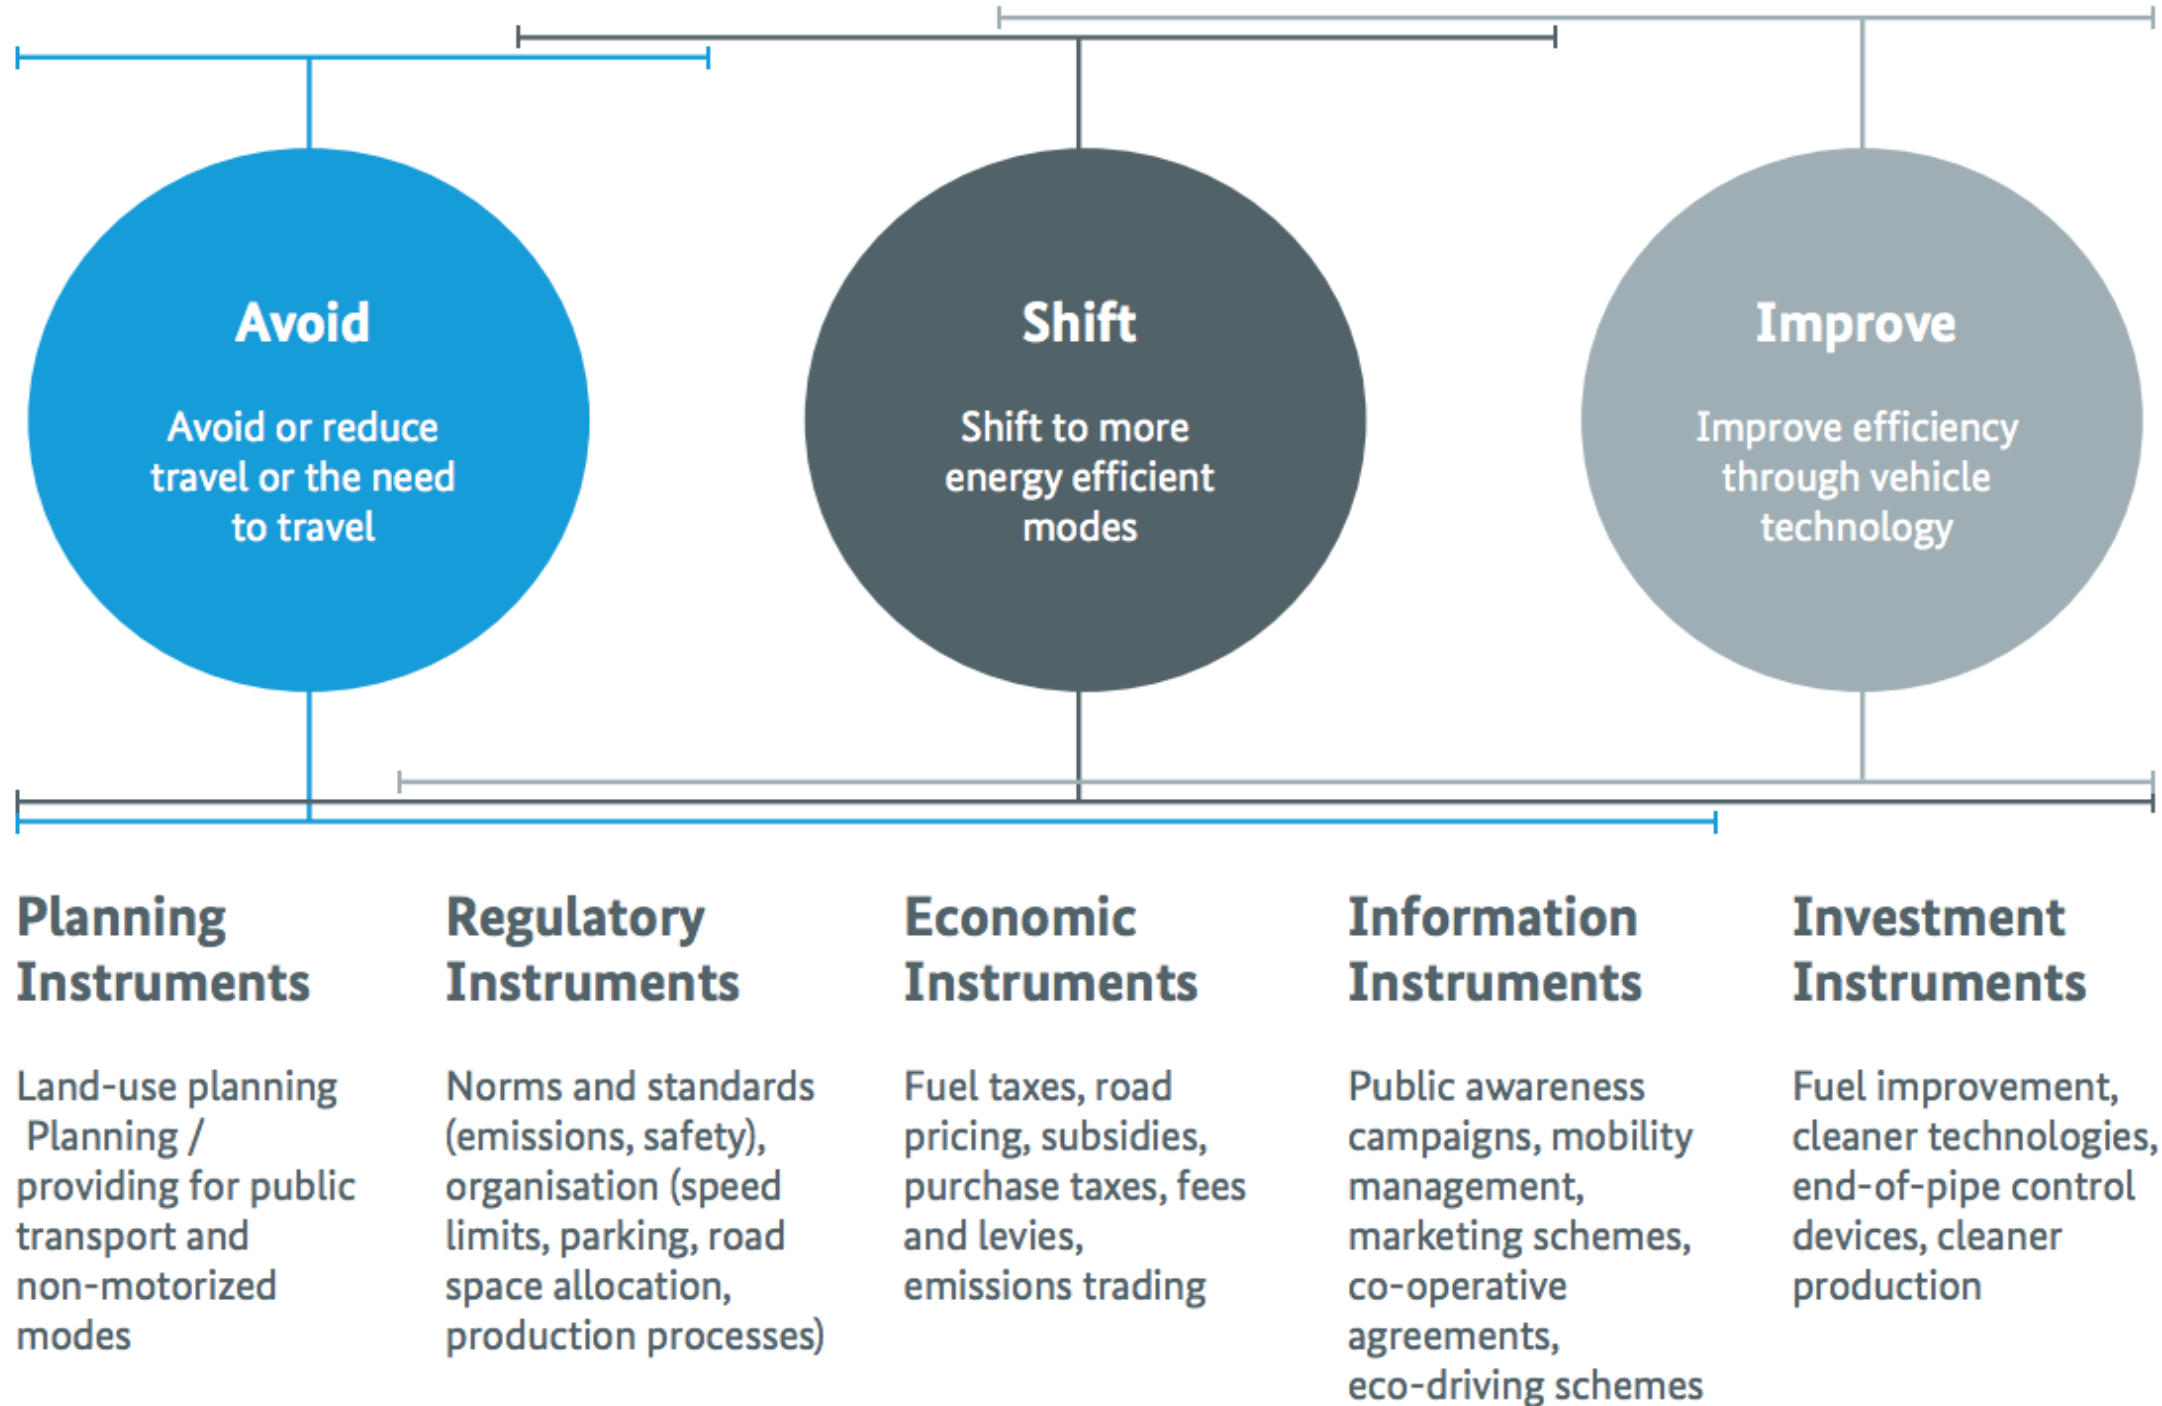 Avoid
Avoid or reduce
travel or the need
to travel
Shift
Shift to more
energy efficient
modes
Improve
Improve efficiency
through vehicle
technology
Planning
Instruments
Land-use planning
Planning /
providing for public
transport and
non-motorized
modes
Regulatory
Instruments
Norms and standards
(emissions, safety),
organisation (speed
limits, parking, road
space allocation,
production processes)
Economic
Instruments
Fuel taxes, road
pricing, subsidies,
purchase taxes, fees
and levies,
emissions trading
Information
Instruments
Public awareness
campaigns, mobility
management,
marketing schemes,
co-operative
agreements,
eco-driving schemes
Investment
Instruments
Fuel improvement,
cleaner technologies,
end-of-pipe control
devices, cleaner
production